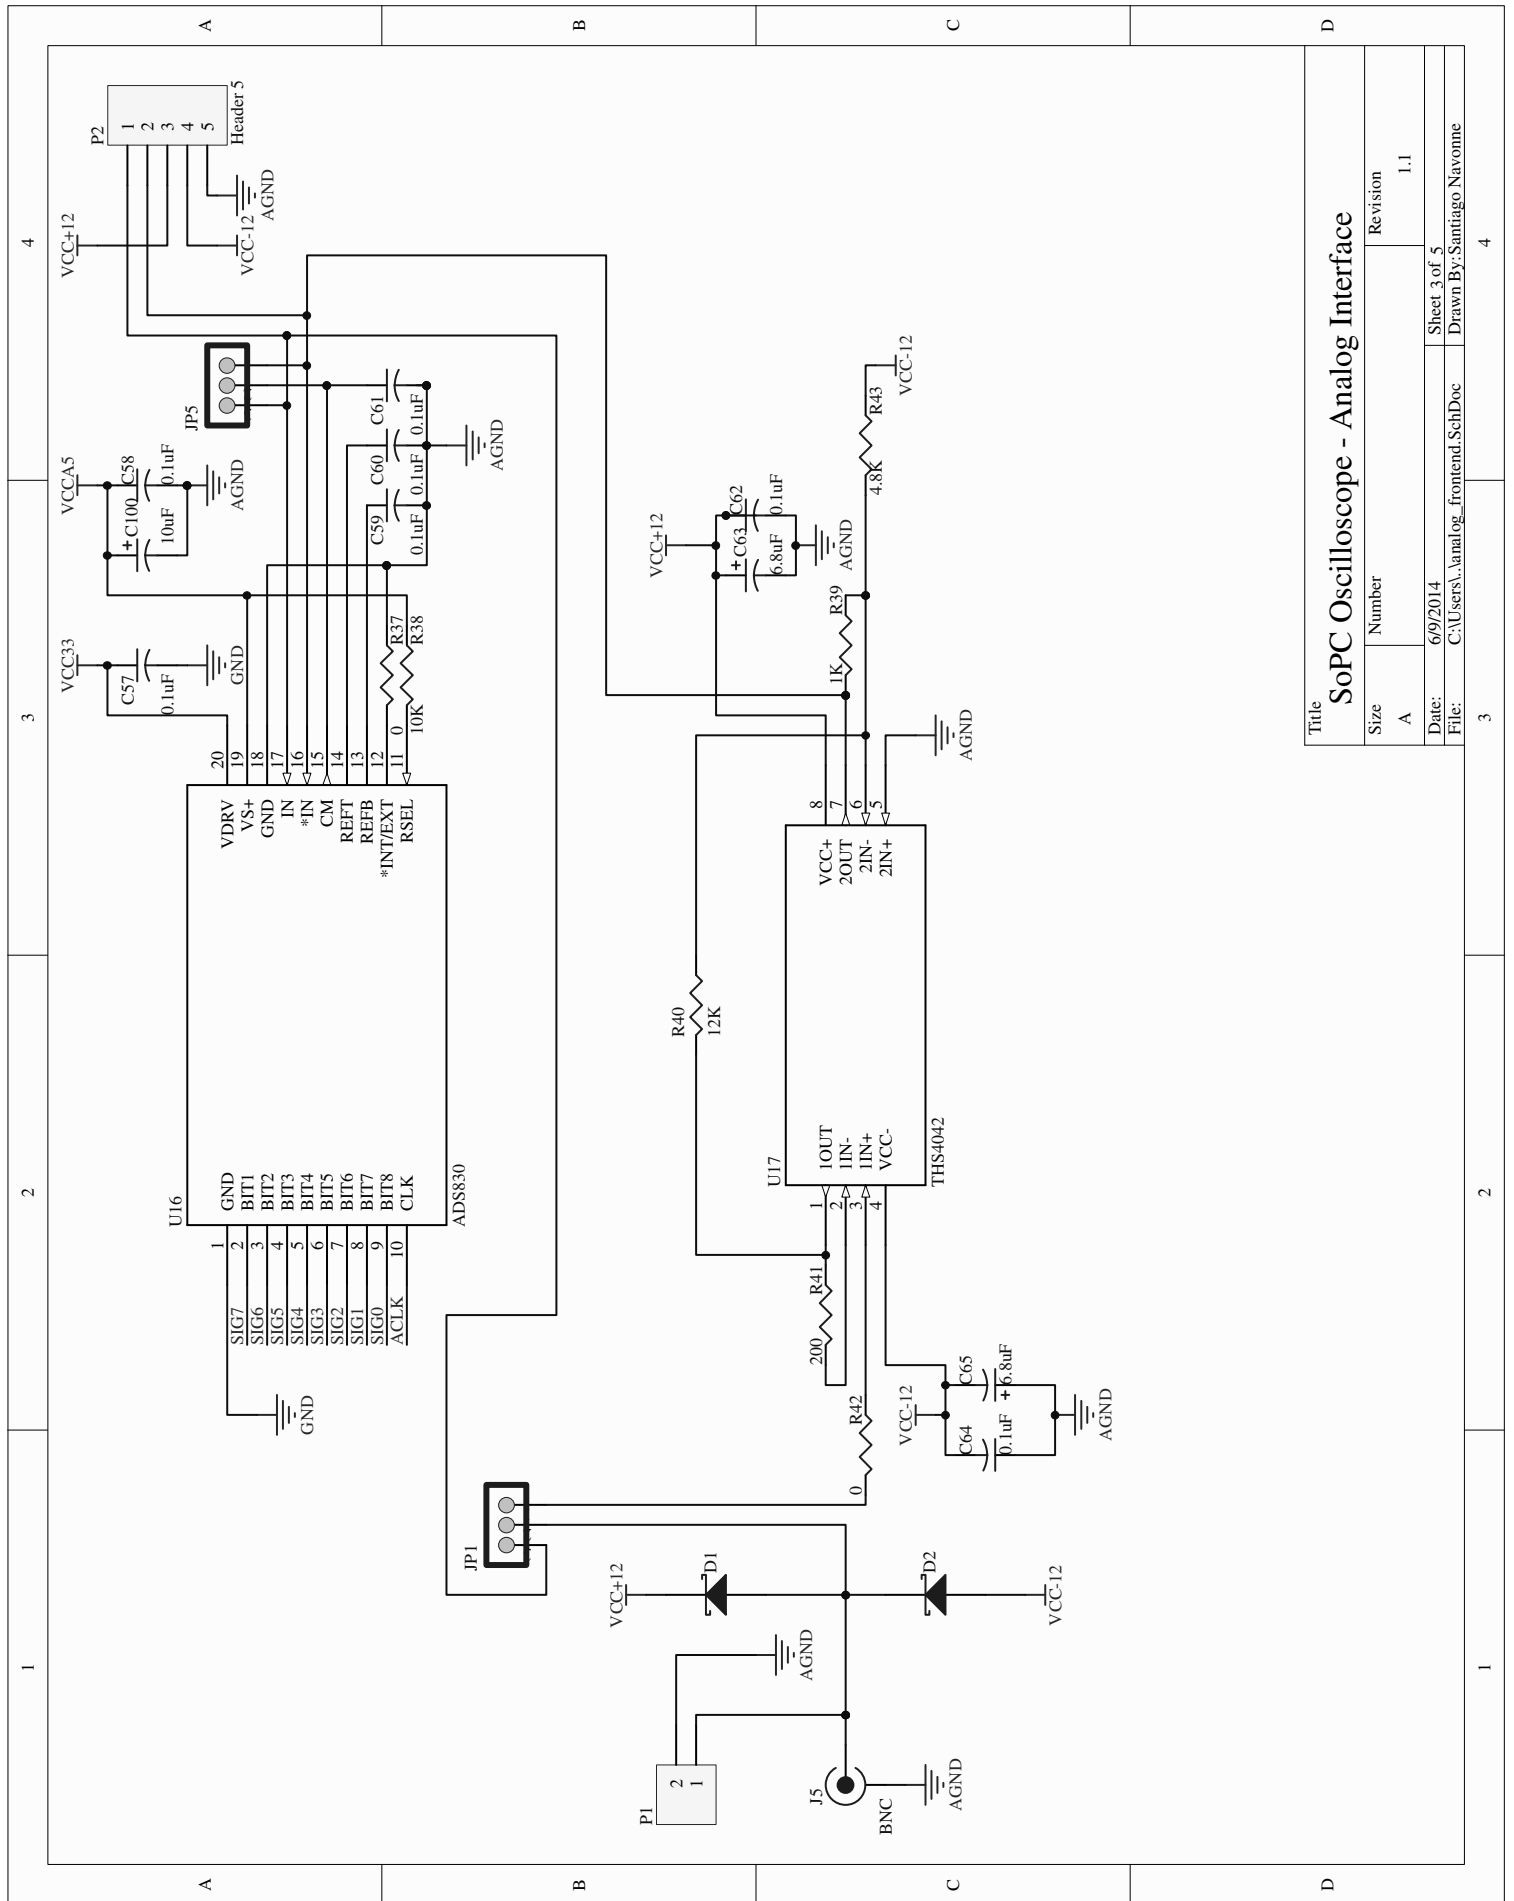 1
2
3
4
A
B
C
D
A
B
C
D
1
2
3
4
U16
ADS830
GND
BIT1
BIT2
BIT3
BIT4
BIT5
BIT6
BIT7
BIT8
CLK
1
2
3
4
5
6
7
8
9
10
SIG7
SIG6
SIG5
SIG4
SIG3
SIG2
SIG1
SIG0
ACLK
GND
VDRV
VS+
GND
IN
*IN
CM
REFT
REFB
*INT/EXT
RSEL
20
19
18
17
16
15
14
13
12
11
VCC33
C57
0.1uF
GND
VCCA5
+
C100
10uF
C58
0.1uF
AGND
R37
0
R38
10K
C59
0.1uF
C60
0.1uF
C61
0.1uF
AGND
JP5
VCC+12
VCC-12
AGND
P2
1
2
3
4
5
Header 5
P1
2
1
AGND
J5
BNC
AGND
JP1
VCC+12
D1
D2
VCC-12
R42
0
R41
200
R40
12K
U17
THS4042
1OUT
1IN-
1IN+
VCC-
1
2
3
4
VCC+
2OUT
2IN-
2IN+
8
7
6
5
VCC-12
C64
0.1uF
C65
+
6.8uF
AGND
AGND
VCC+12
+
C63
6.8uF
C62
0.1uF
AGND
R39
1K
R43
4.8K
VCC-12
Title
SoPC Oscilloscope - Analog Interface
Size
Number
Revision
A
1.1
Date: 6/9/2014 Sheet 3 of 5
File: C:\Users\..\analog_frontend.SchDoc Drawn By: Santiago Navonne